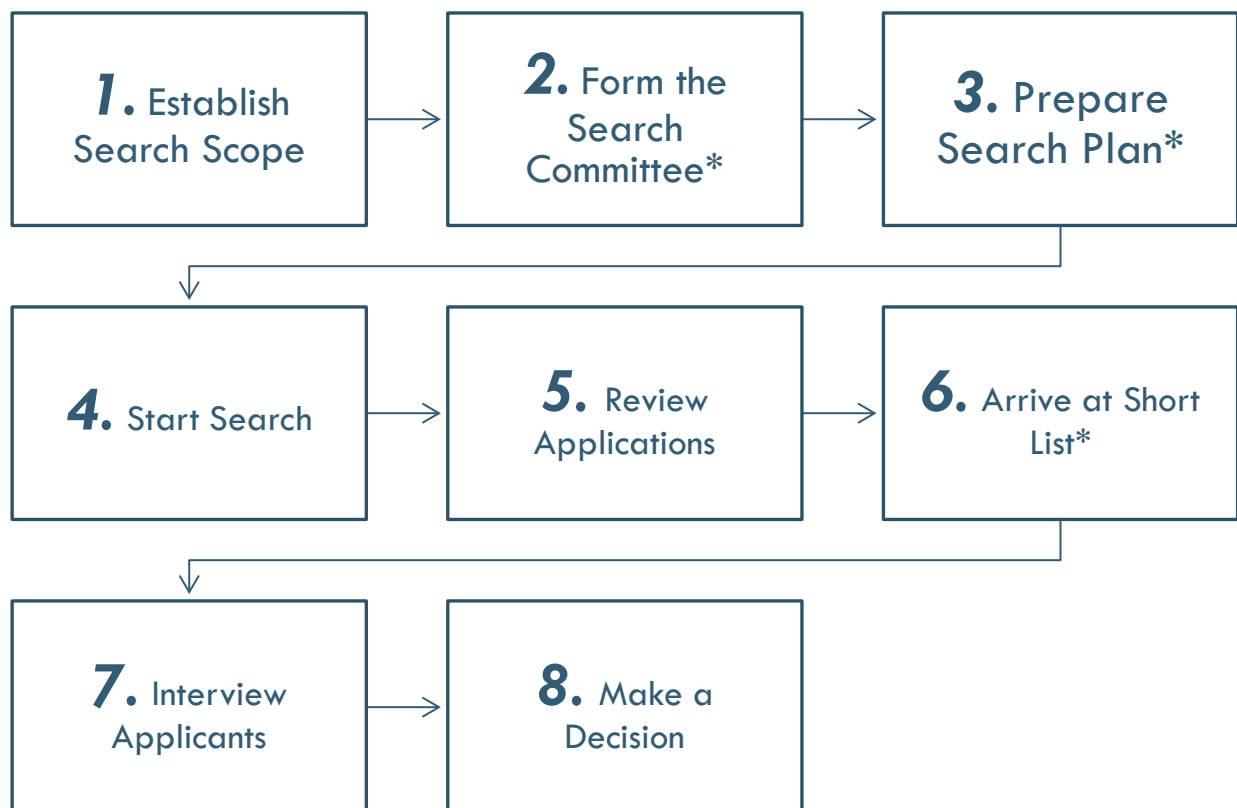 1. Establish
Search Scope
2. Form the
Search
Committee*
3. Prepare
Search Plan*
4. Start Search
5. Review
Applications
6. Arrive at Short
List*
7. Interview
Applicants
8. Make a
Decision